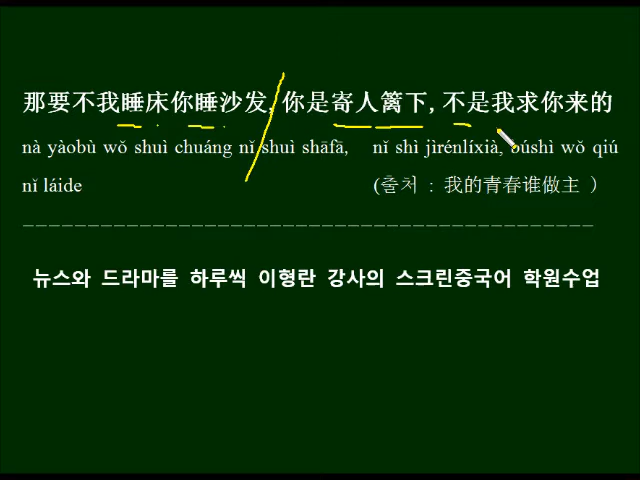 那要不我睡床你睡沙发, 你是寄人篱下, 不是我求你来的
nà yàobù wǒ shuì chuáng nǐ shuì shāfā, nǐ shì jìrénlíxià, búshì wǒ qiú
nǐ láide (출처 : 我的青春谁做主 )
뉴스와 드라마를 하루씩 이형란 강사의 스크린중국어 학원수업